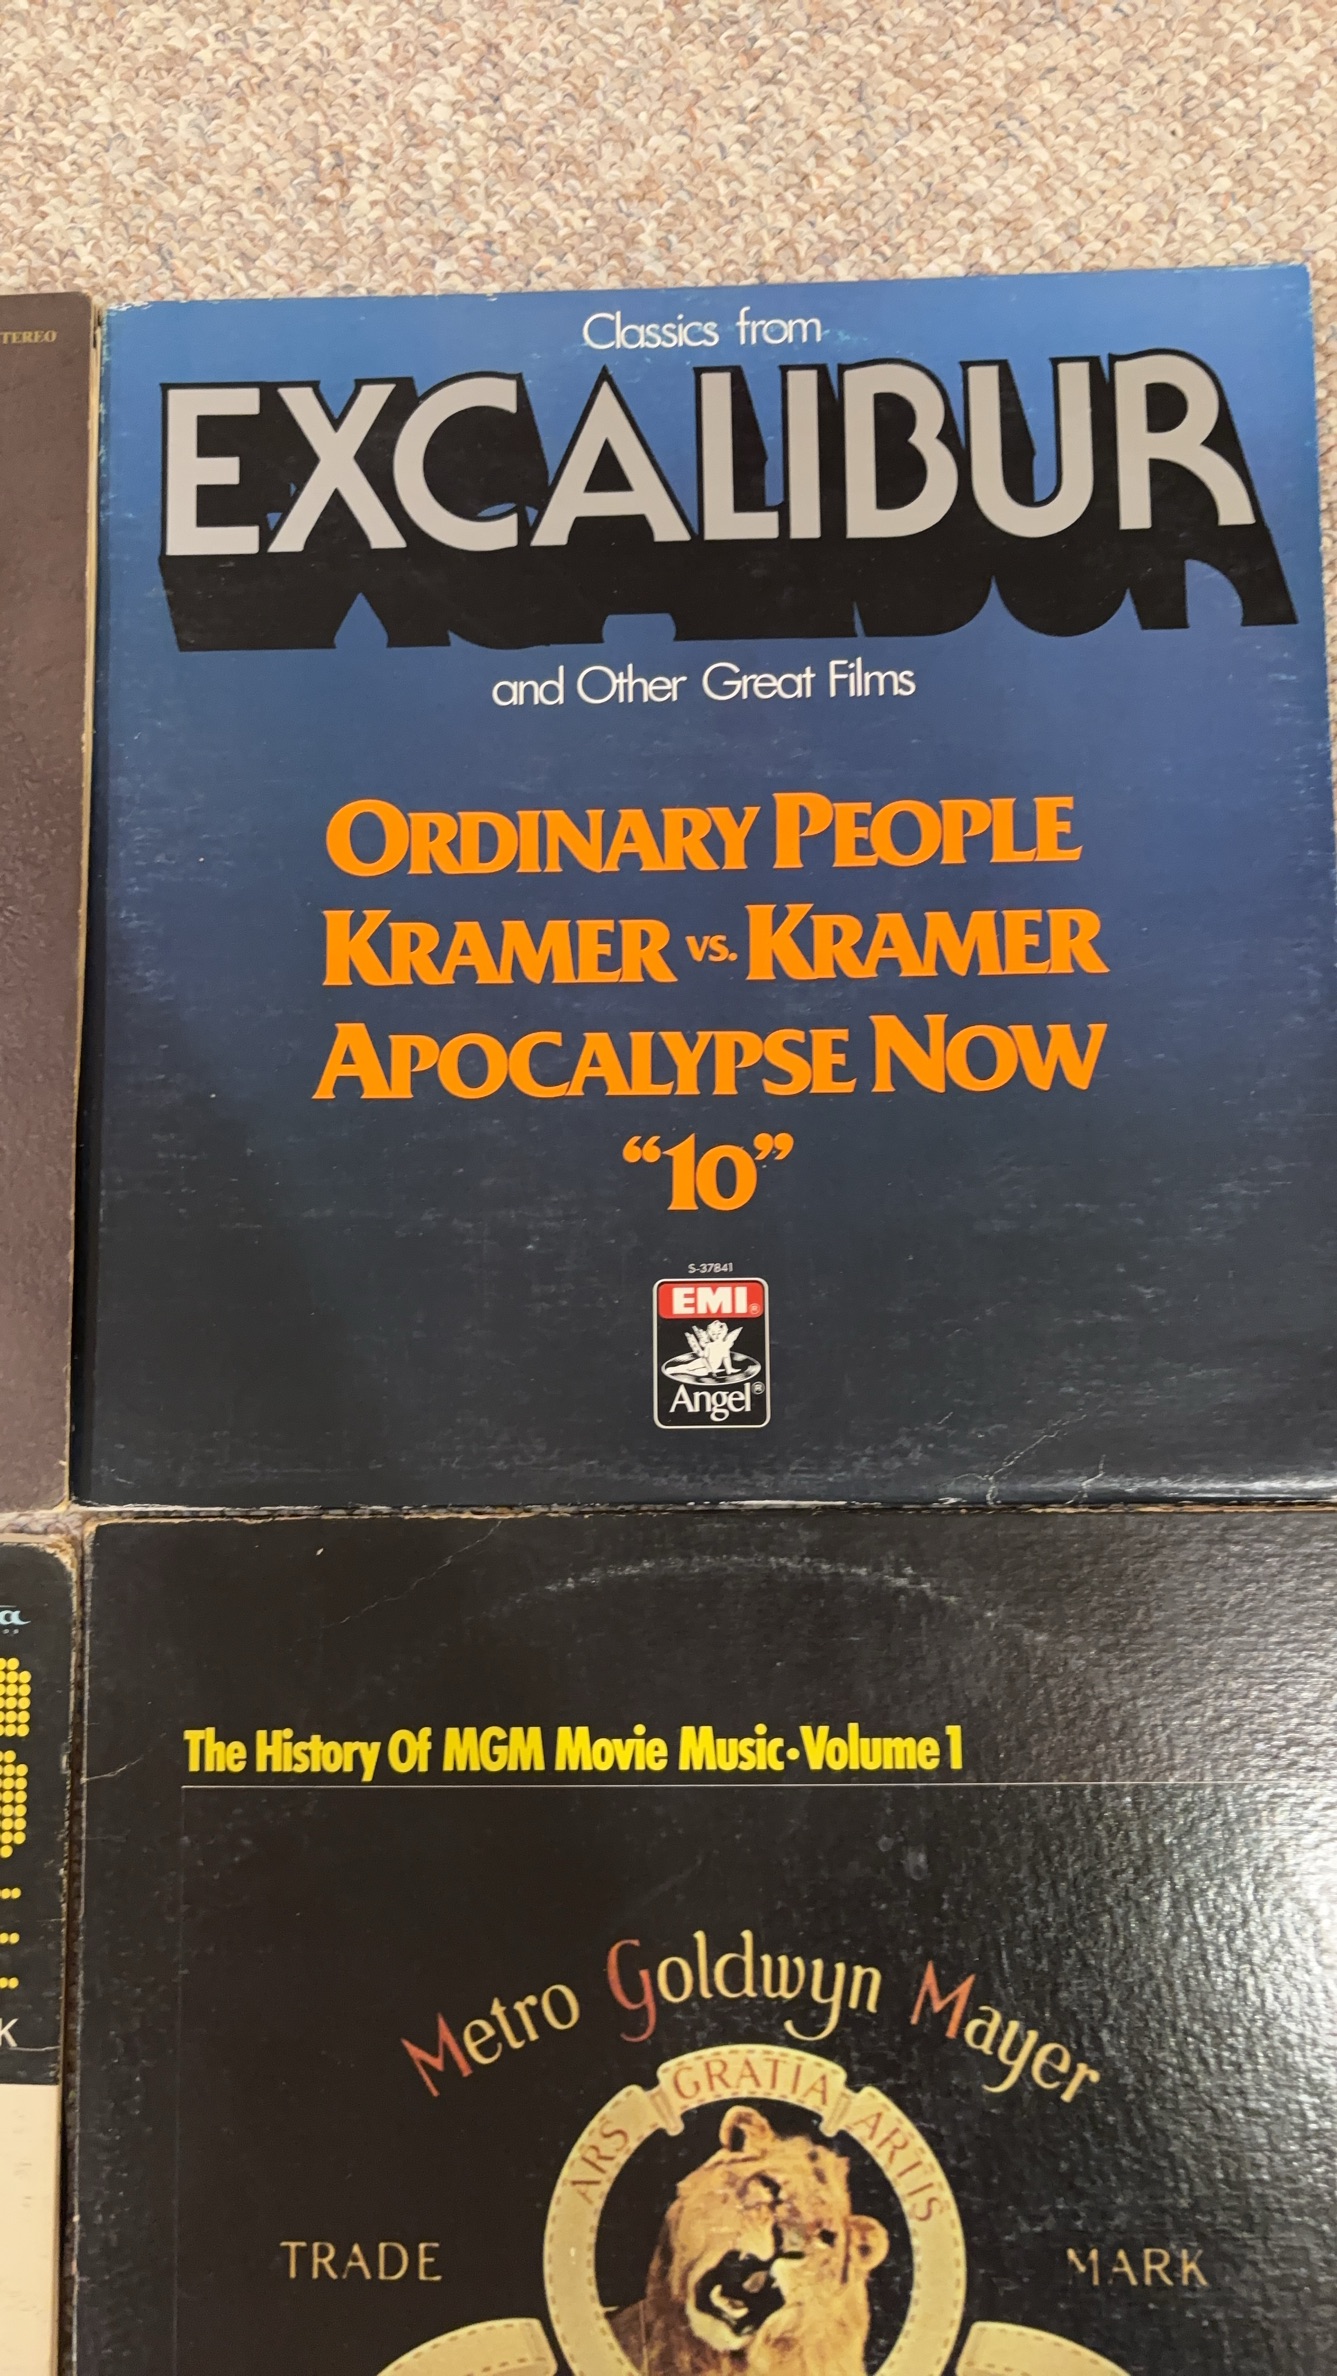 TEREO
Classics from
EXCALIBUR
and Other Great Films
ORDINARY PEOPLE
KRAMER vs. KRAMER
APOCALYPSE NOW
“10”
S-37841
EMI®
Angel®
The History Of MGM Movie Music•Volume 1
Metro Goldwyn Mayer
ARS GRATIA ARTIS
TRADE MARK
K